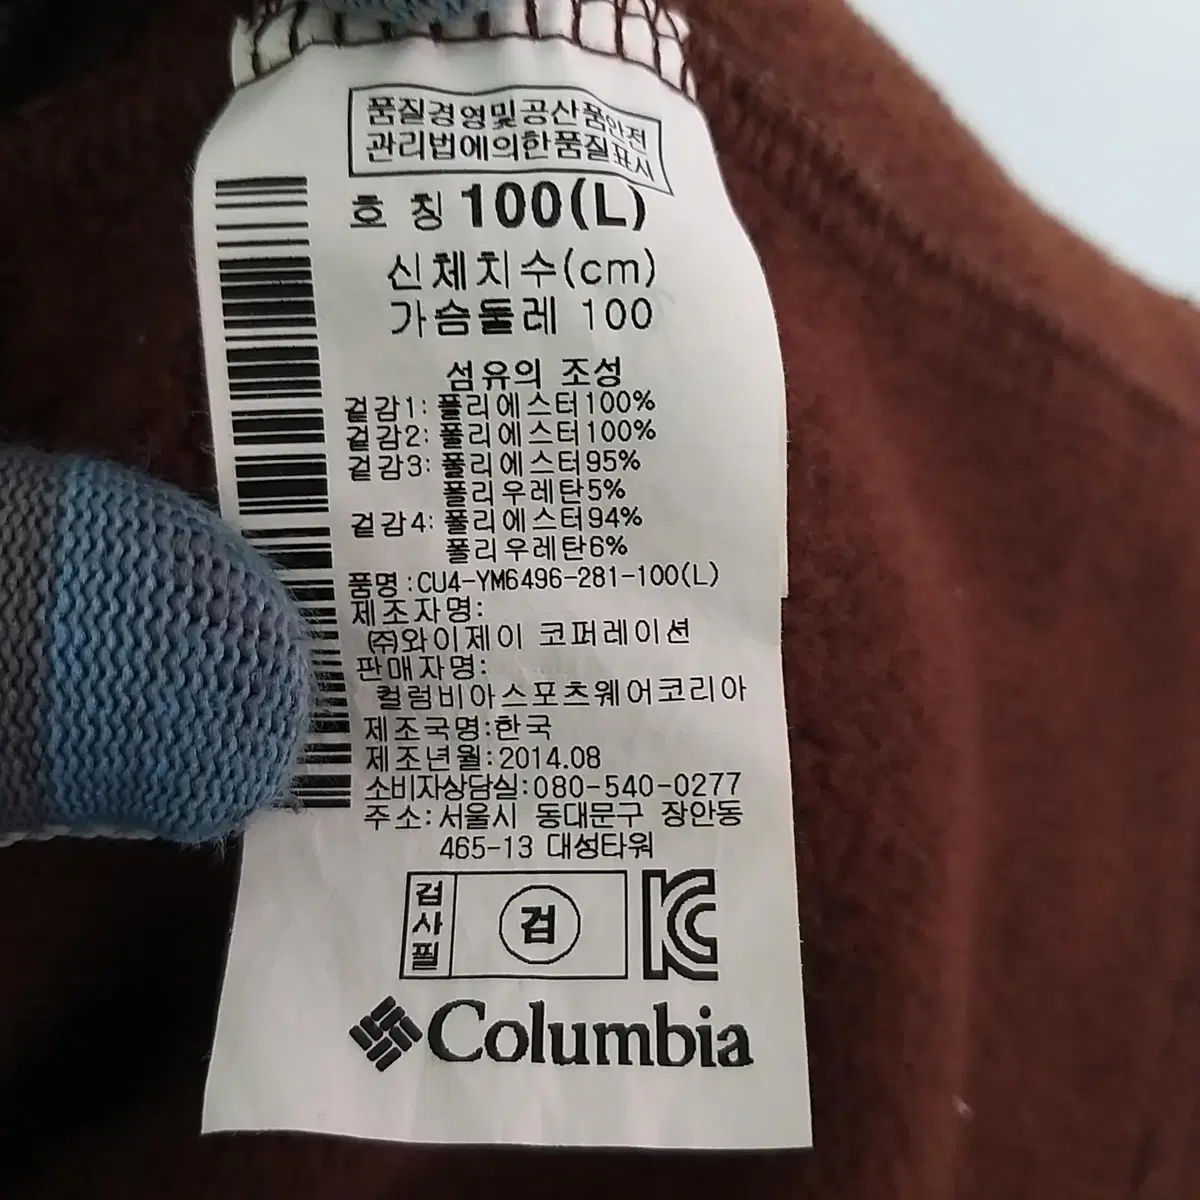 품질경영및공산품안전
관리법에의한품질표시
호 칭 100(L)
신체치수(cm)
가슴둘레 100
섬유의 조성
겉감1: 폴리에스터100%
겉감2: 폴리에스터100%
겉감3: 폴리에스터95%
폴리우레탄5%
겉감4: 폴리에스터94%
폴리우레탄6%
품명:CU4-YM6496-281-100(L)
제조자명:
㈜와이제이 코퍼레이션
판매자명:
컬럼비아스포츠웨어코리아
제조국명:한국
제조년월:2014.08
소비자상담실:080-540-0277
주소:서울시 동대문구 장안동
465-13 대성타워
검사필
검
KC
Columbia